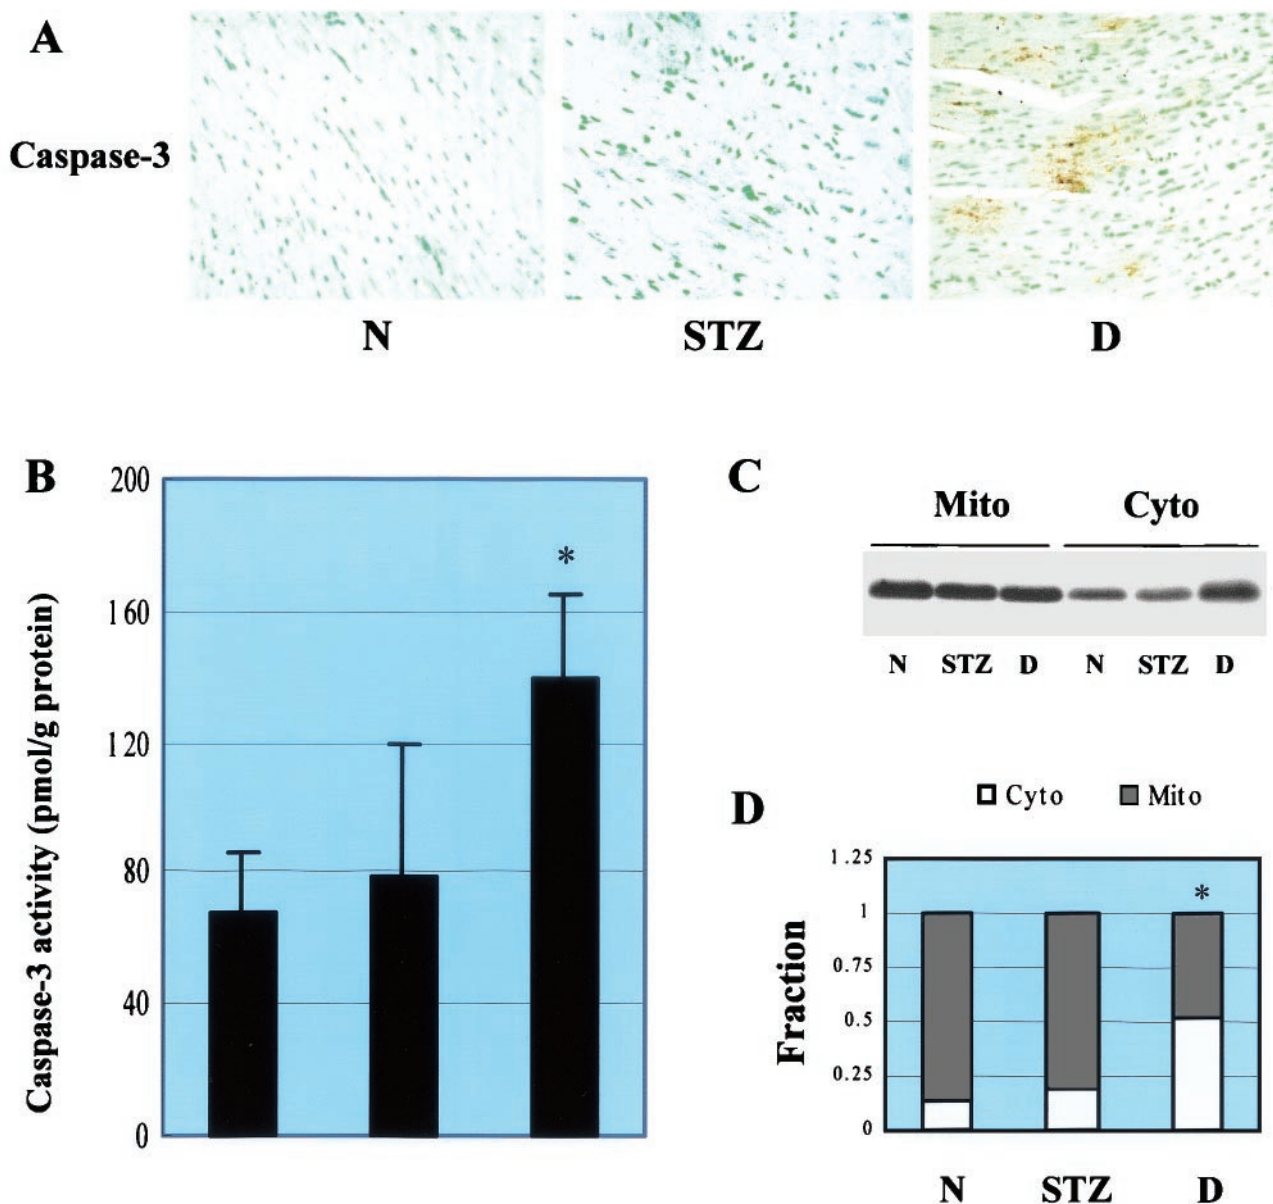 A
Caspase-3
N STZ D
B
Caspase-3 activity (pmol/g protein)
200
160
120
80
40
0
*
C
Mito Cyto
N STZ D N STZ D
D
Cyto Mito
Fraction
1.25
1
0.75
0.5
0.25
0
*
N STZ D